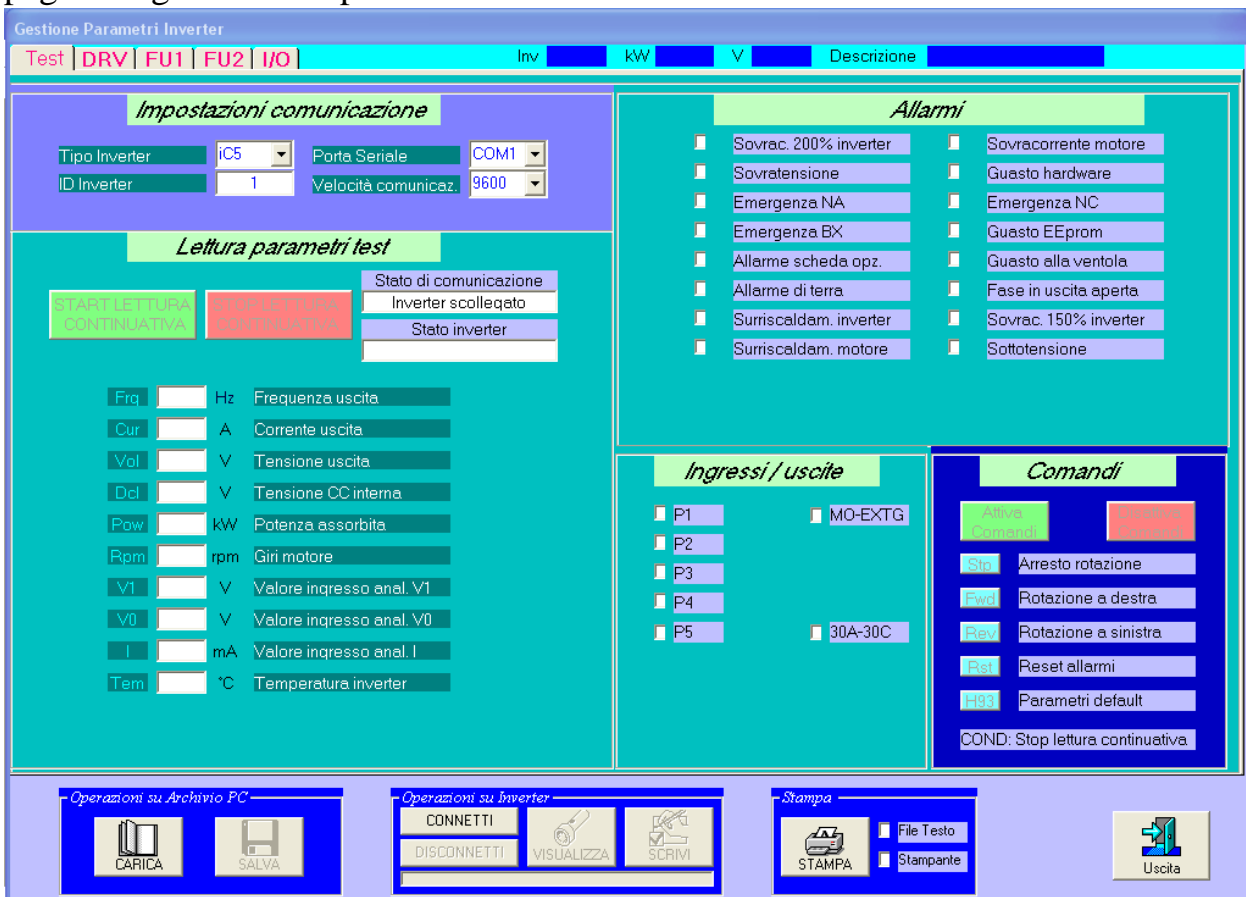 Gestione Parametri Inverter
Test DRV FU1 FU2 I/O Inv kW V Descrizione
Impostazioni comunicazione
Tipo Inverter iC5 Porta Seriale COM1
ID Inverter 1 Velocità comunicaz. 9600
Lettura parametri test
Stato di comunicazione
START LETTURA CONTINUATIVA
STOP LETTURA CONTINUATIVA
Inverter scollegato
Stato inverter
Frq Hz Frequenza uscita
Cur A Corrente uscita
Vol V Tensione uscita
Dcl V Tensione CC interna
Pow kW Potenza assorbita
Rpm rpm Giri motore
V1 V Valore ingresso anal. V1
V0 V Valore ingresso anal. V0
I mA Valore ingresso anal. I
Tem °C Temperatura inverter
Allarmi
Sovrac. 200% inverter Sovracorrente motore
Sovratensione Guasto hardware
Emergenza NA Emergenza NC
Emergenza BX Guasto EEprom
Allarme scheda opz. Guasto alla ventola
Allarme di terra Fase in uscita aperta
Surriscaldam. inverter Sovrac. 150% inverter
Surriscaldam. motore Sottotensione
Ingressi / uscite
P1 MO-EXTG
P2
P3
P4
P5 30A-30C
Comandi
Attiva
Comandi
Stp Arresto rotazione
Fwd Rotazione a destra
Rev Rotazione a sinistra
Rst Reset allarmi
H93 Parametri default
COND: Stop lettura continuativa
Operazioni su Archivio PC
CARICA SALVA
Operazioni su Inverter
CONNETTI
DISCONNETTI VISUALIZZA SCRIVI
Stampa
File Testo
STAMPA Stampante
Uscita